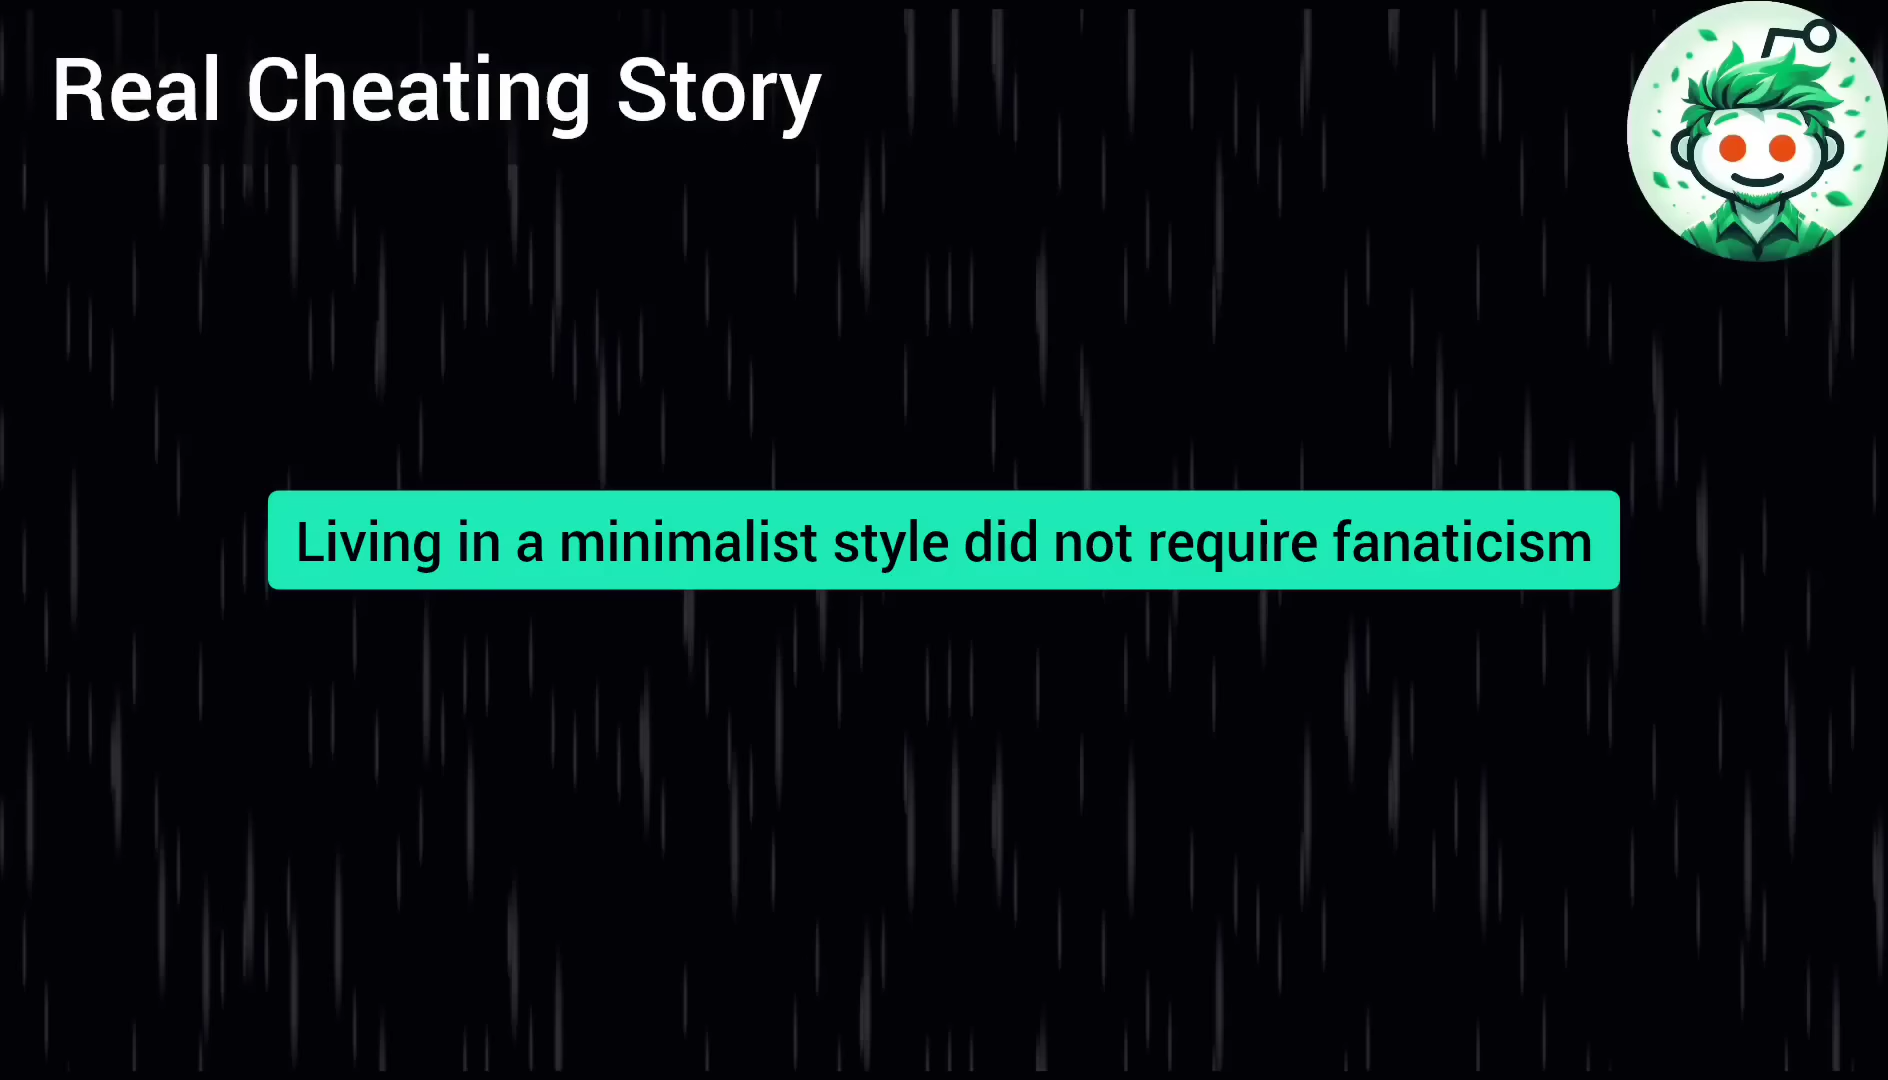 Real Cheating Story
Living in a minimalist style did not require fanaticism